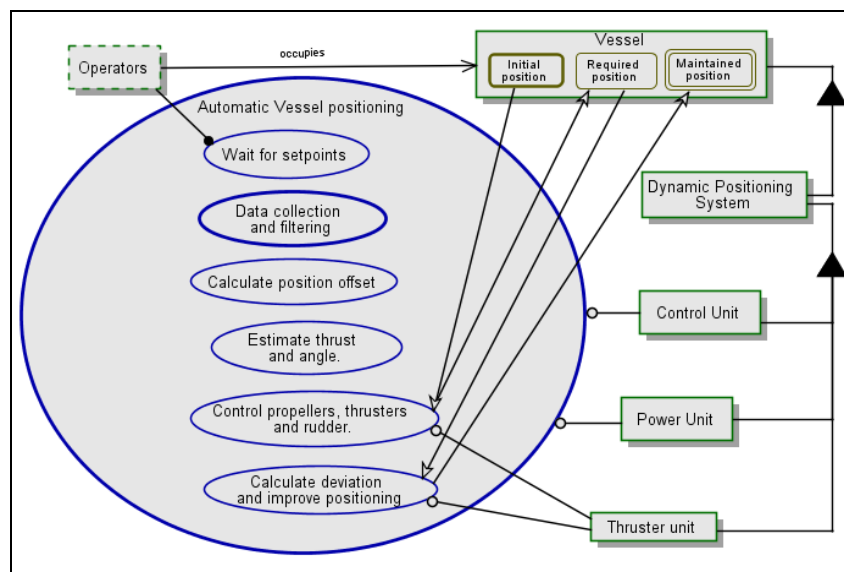 occupies
Vessel
Operators
Initial
position
Required
position
Maintained
position
Automatic Vessel positioning
Wait for setpoints
Dynamic Positioning
System
Data collection
and filtering
Calculate position offset
Control Unit
Estimate thrust
and angle.
Control propellers, thrusters
and rudder.
Power Unit
Calculate deviation
and improve positioning
Thruster unit